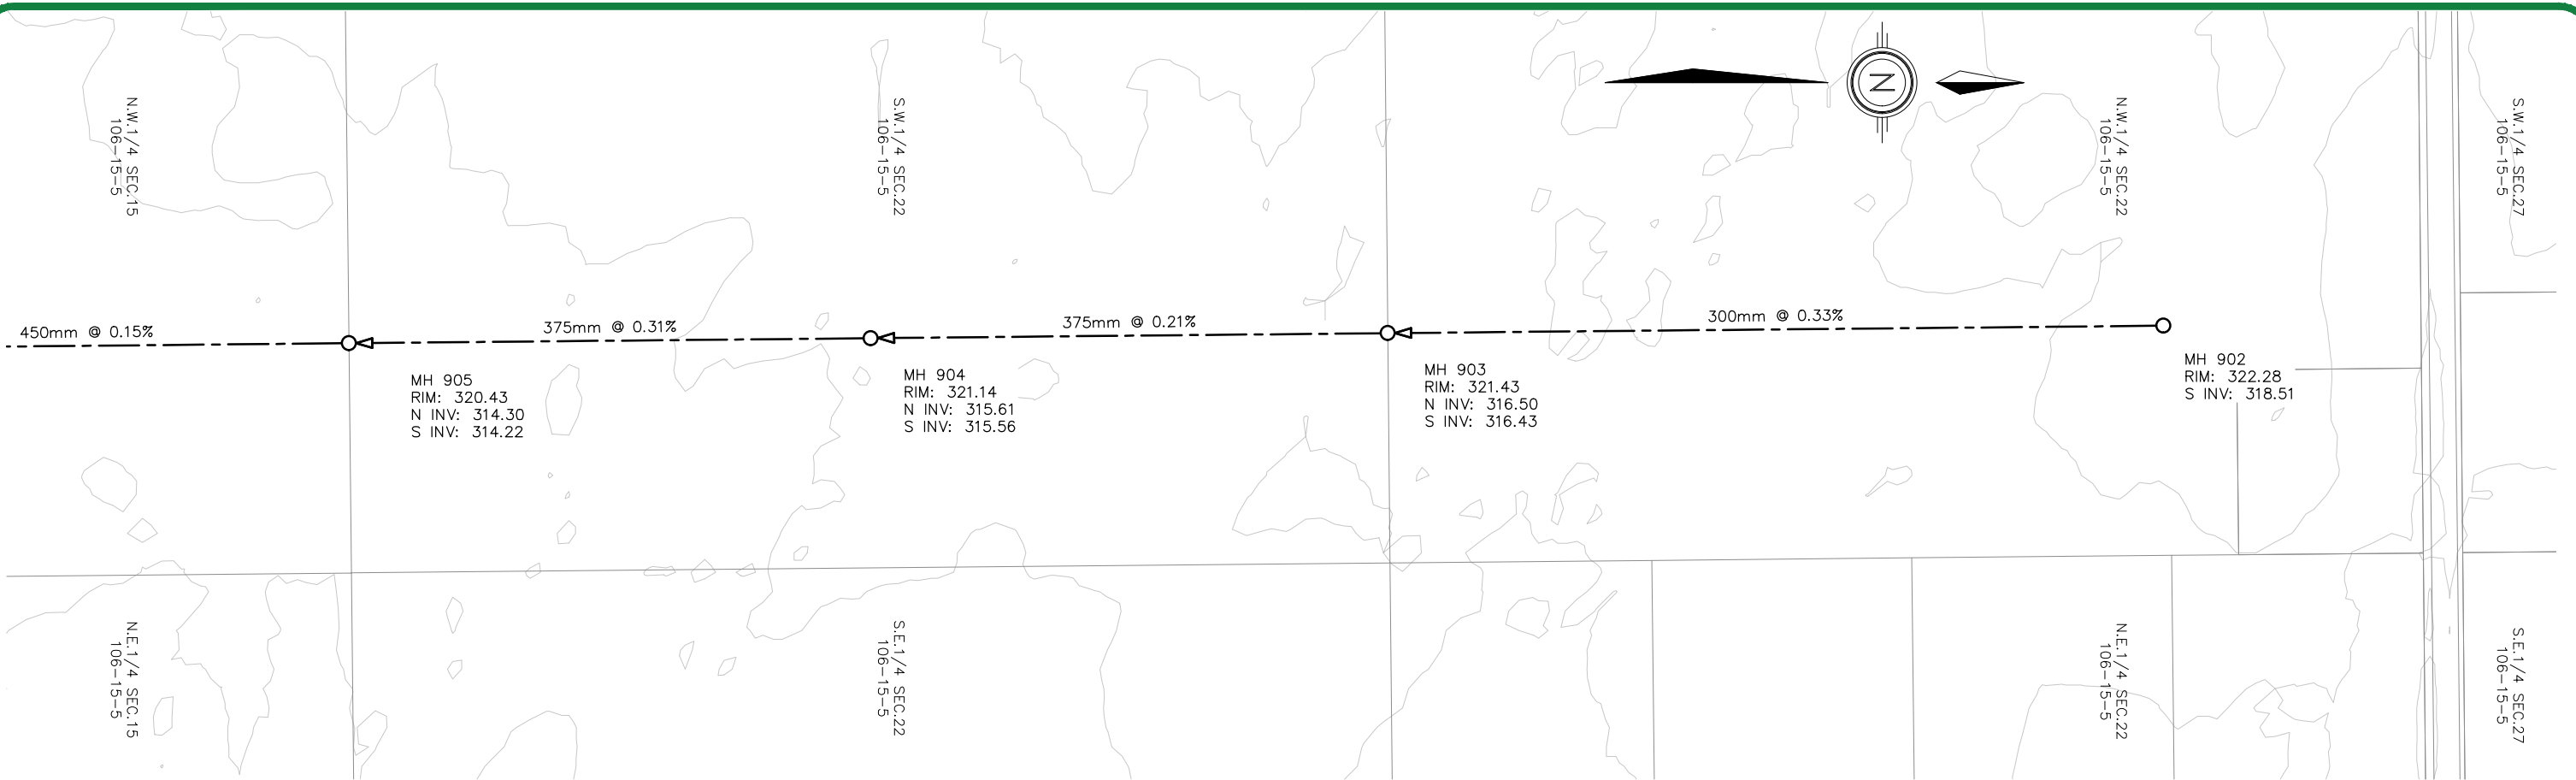 N.W.1/4 SEC.15
106-15-5
S.W.1/4 SEC.22
106-15-5
N
N.W.1/4 SEC.22
106-15-5
S.W.1/4 SEC.27
106-15-5
450mm @ 0.15%
375mm @ 0.31%
375mm @ 0.21%
300mm @ 0.33%
MH 905
RIM: 320.43
N INV: 314.30
S INV: 314.22
MH 904
RIM: 321.14
N INV: 315.61
S INV: 315.56
MH 903
RIM: 321.43
N INV: 316.50
S INV: 316.43
MH 902
RIM: 322.28
S INV: 318.51
N.E.1/4 SEC.15
106-15-5
S.E.1/4 SEC.22
106-15-5
N.E.1/4 SEC.22
106-15-5
S.E.1/4 SEC.27
106-15-5